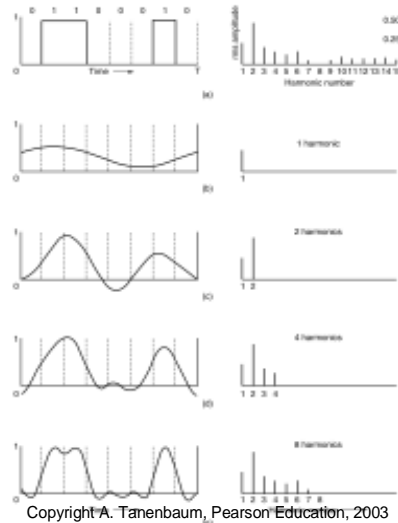 0 1 1 0 0 0 1 0
1
0
Time
T
rms amplitude
0.50
0.25
1 2 3 4 5 6 7 8 9 10 11 12 13 14 15
Harmonic number
(a)
1
0
1 harmonic
1
(b)
1
0
2 harmonics
1 2
(c)
1
0
4 harmonics
1 2 3 4
(d)
1
0
8 harmonics
1 2 3 4 5 6 7 8
Copyright A. Tanenbaum, Pearson Education, 2003